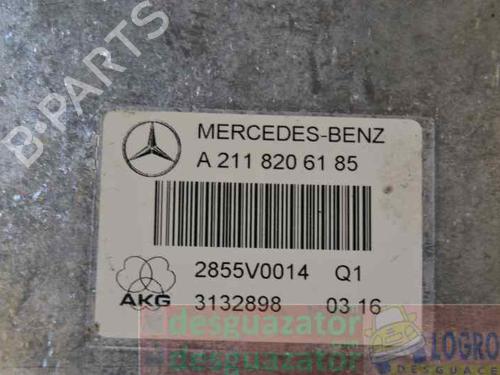 B-PARTS
MERCEDES-BENZ
A 211 820 61 85
2855V0014 Q1
AKG 3132898 03 16
desguazator
desguazator
LOGRO
DESGUACE